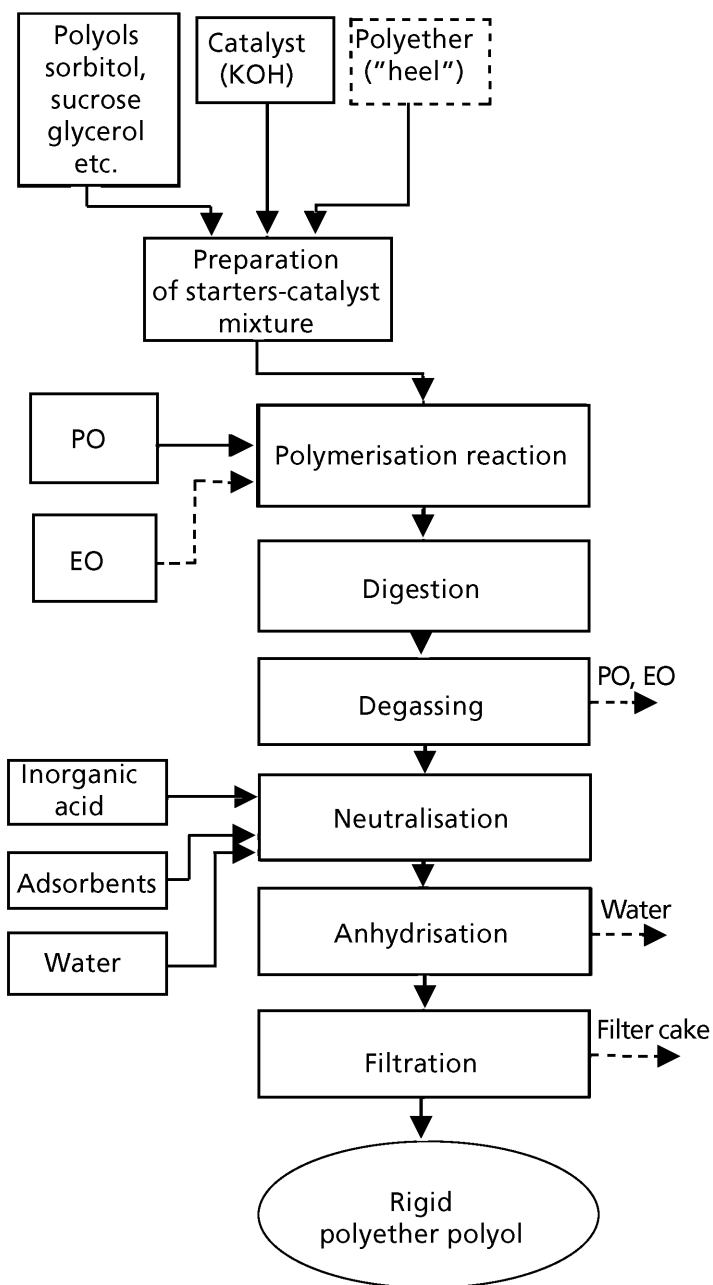 Polyols
sorbitol,
sucrose
glycerol
etc.
Catalyst
(KOH)
Polyether
(”heel”)
Preparation
of starters-catalyst
mixture
PO
Polymerisation reaction
EO
Digestion
PO, EO
Degassing
Inorganic
acid
Neutralisation
Adsorbents
Water
Water
Anhydrisation
Filter cake
Filtration
Rigid
polyether polyol